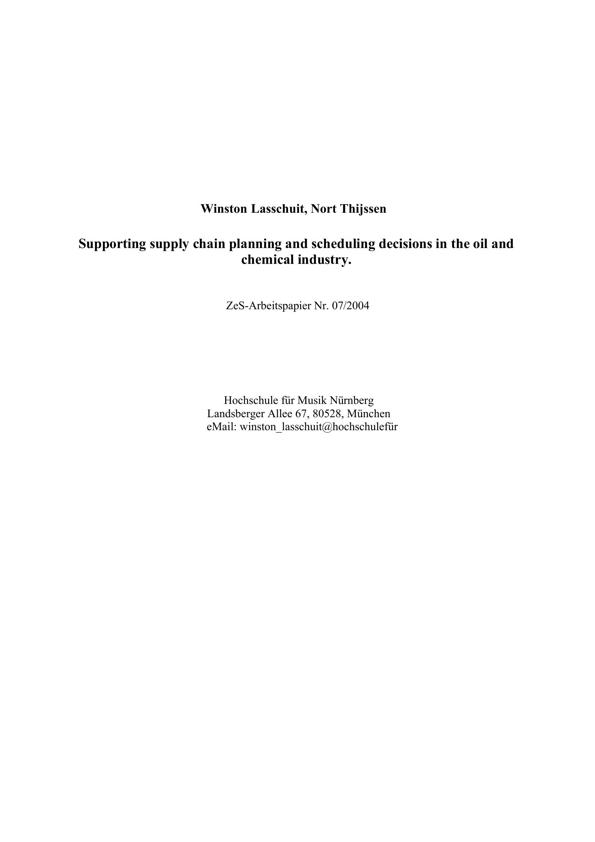 Winston Lasschuit, Nort Thijssen
Supporting supply chain planning and scheduling decisions in the oil and
chemical industry.
ZeS-Arbeitspapier Nr. 07/2004
Hochschule für Musik Nürnberg
Landsberger Allee 67, 80528, München
eMail: winston_lasschuit@hochschulefür